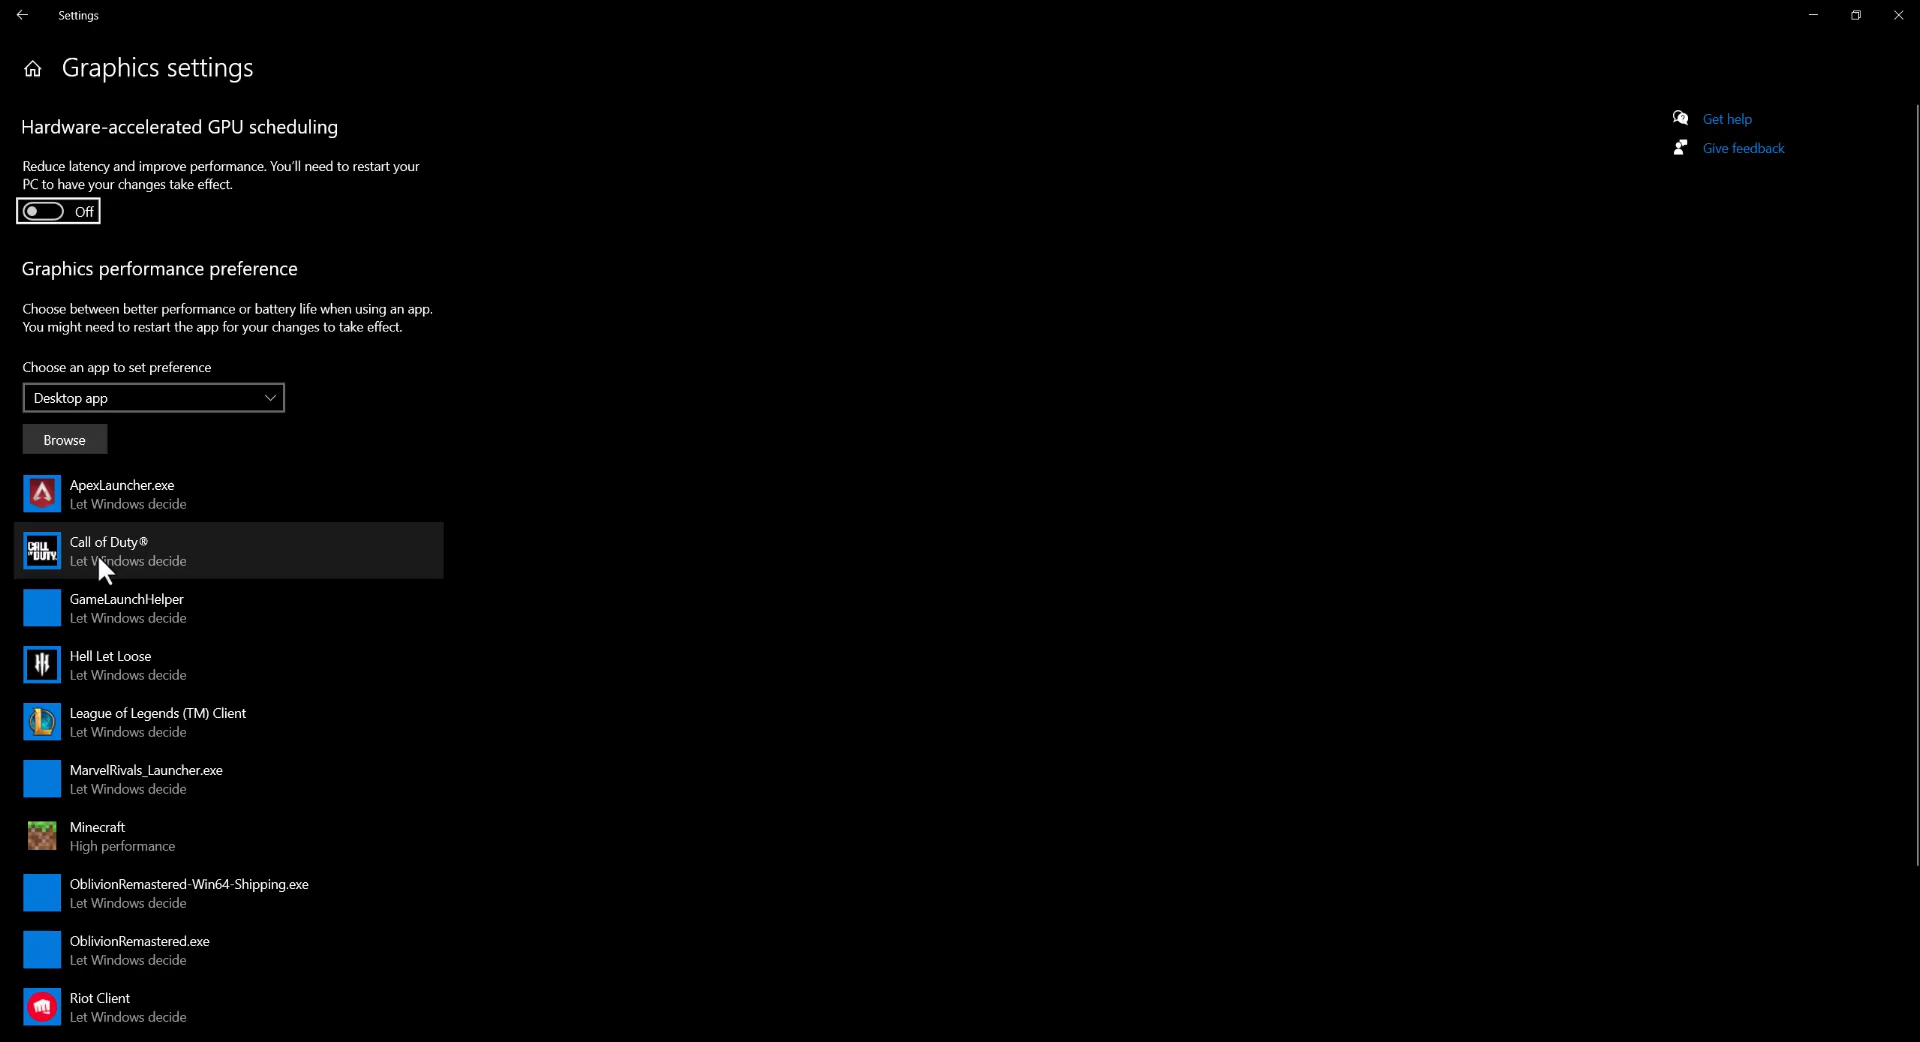 Settings
Graphics settings
Hardware-accelerated GPU scheduling
Reduce latency and improve performance. You'll need to restart your
PC to have your changes take effect.
Off
Graphics performance preference
Choose between better performance or battery life when using an app.
You might need to restart the app for your changes to take effect.
Choose an app to set preference
Desktop app
Browse
ApexLauncher.exe
Let Windows decide
CALL OF DUTY
Call of Duty®
Let Windows decide
GameLaunchHelper
Let Windows decide
Hell Let Loose
Let Windows decide
League of Legends (TM) Client
Let Windows decide
MarvelRivals_Launcher.exe
Let Windows decide
Minecraft
High performance
OblivionRemastered-Win64-Shipping.exe
Let Windows decide
OblivionRemastered.exe
Let Windows decide
Riot Client
Let Windows decide
Get help
Give feedback